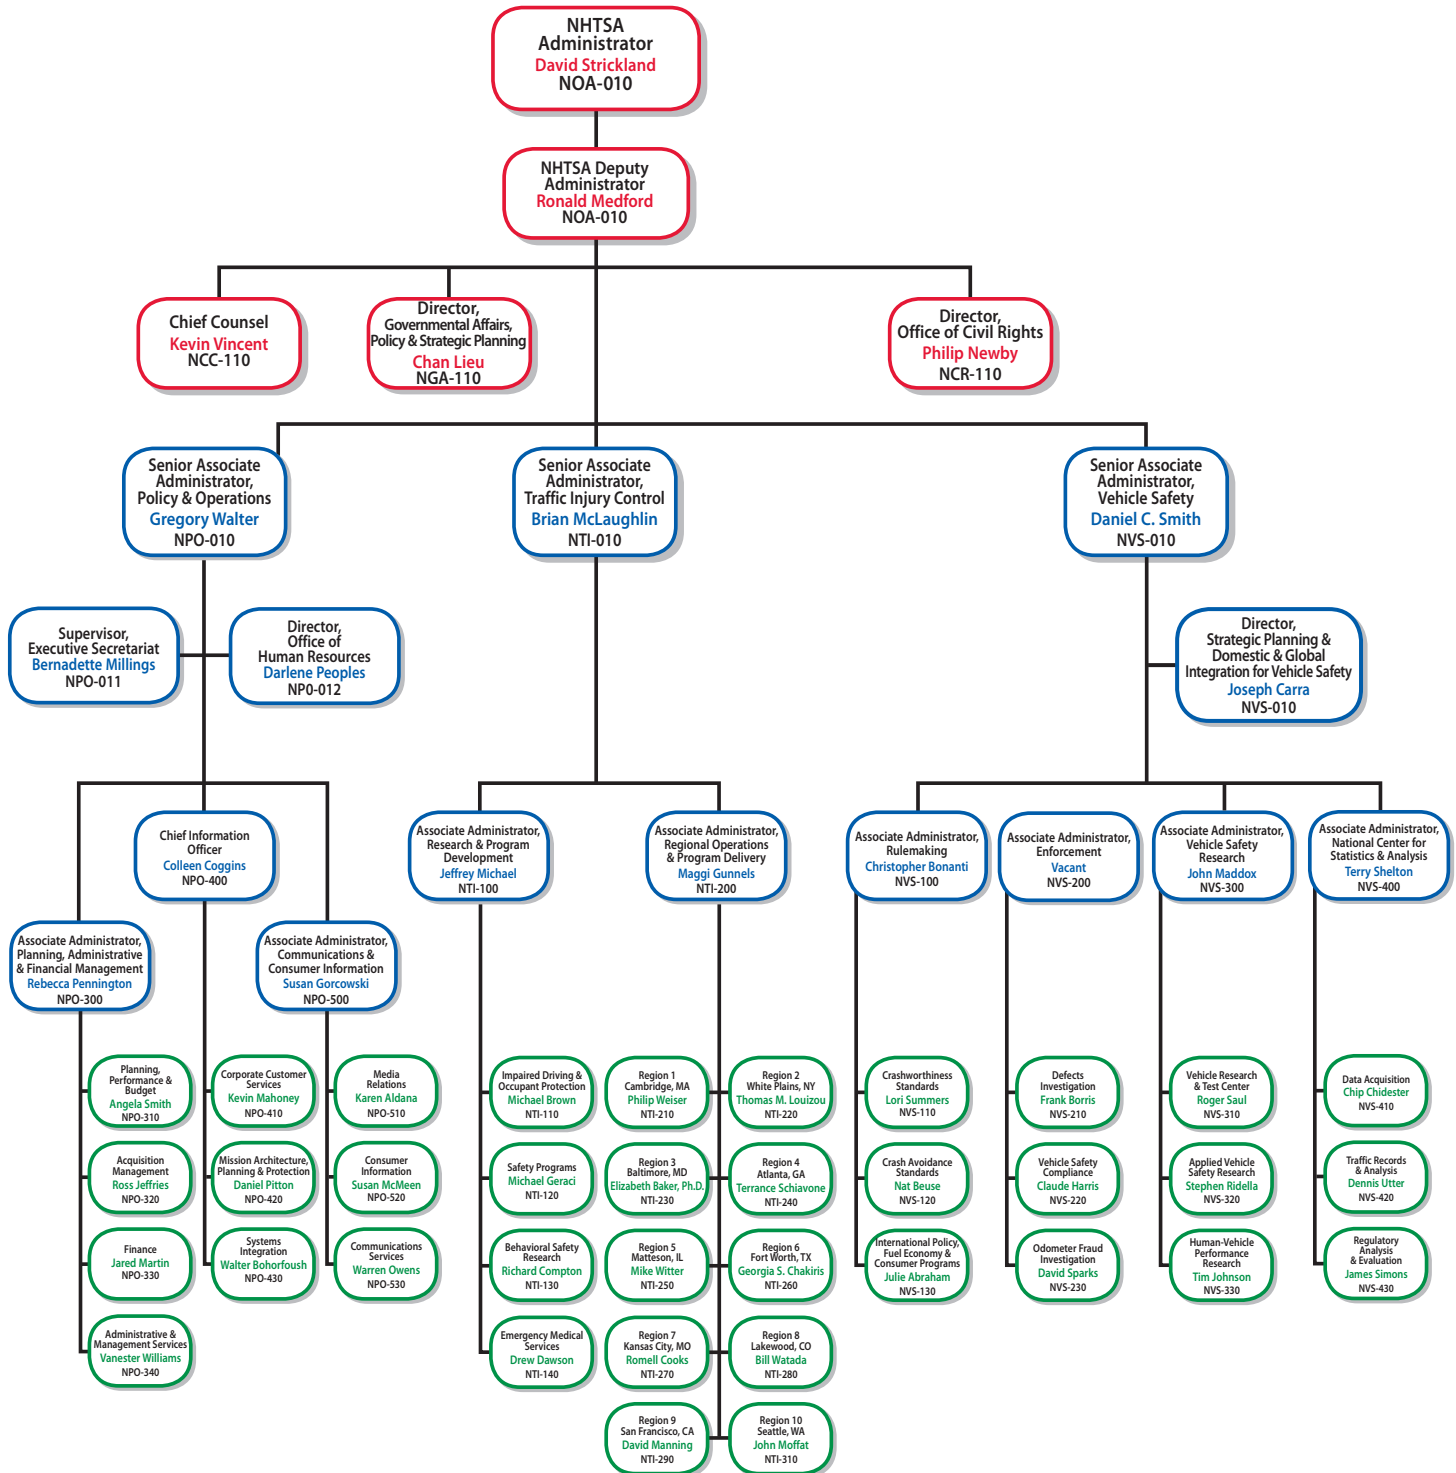 NHTSA
Administrator
David Strickland
NOA-010
NHTSA Deputy
Administrator
Ronald Medford
NOA-010
Chief Counsel
Kevin Vincent
NCC-110
Director,
Governmental Affairs,
Policy & Strategic Planning
Chan Lieu
NGA-110
Director,
Office of Civil Rights
Philip Newby
NCR-110
Senior Associate
Administrator,
Policy & Operations
Gregory Walter
NPO-010
Senior Associate
Administrator,
Traffic Injury Control
Brian McLaughlin
NTI-010
Senior Associate
Administrator,
Vehicle Safety
Daniel C. Smith
NVS-010
Supervisor,
Executive Secretariat
Bernadette Millings
NPO-011
Director,
Office of
Human Resources
Darlene Peoples
NP0-012
Director,
Strategic Planning &
Domestic & Global
Integration for Vehicle Safety
Joseph Carra
NVS-010
Chief Information
Officer
Colleen Coggins
NPO-400
Associate Administrator,
Research & Program
Development
Jeffrey Michael
NTI-100
Associate Administrator,
Regional Operations
& Program Delivery
Maggi Gunnels
NTI-200
Associate Administrator,
Rulemaking
Christopher Bonanti
NVS-100
Associate Administrator,
Enforcement
Vacant
NVS-200
Associate Administrator,
Vehicle Safety
Research
John Maddox
NVS-300
Associate Administrator,
National Center for
Statistics & Analysis
Terry Shelton
NVS-400
Associate Administrator,
Planning, Administrative
& Financial Management
Rebecca Pennington
NPO-300
Associate Administrator,
Communications &
Consumer Information
Susan Gorcowski
NPO-500
Planning,
Performance &
Budget
Angela Smith
NPO-310
Corporate Customer
Services
Kevin Mahoney
NPO-410
Media
Relations
Karen Aldana
NPO-510
Impaired Driving &
Occupant Protection
Michael Brown
NTI-110
Region 1
Cambridge, MA
Philip Weiser
NTI-210
Region 2
White Plains, NY
Thomas M. Louizou
NTI-220
Crashworthiness
Standards
Lori Summers
NVS-110
Defects
Investigation
Frank Borris
NVS-210
Vehicle Research
& Test Center
Roger Saul
NVS-310
Data Acquisition
Chip Chidester
NVS-410
Acquisition
Management
Ross Jeffries
NPO-320
Mission Architecture,
Planning & Protection
Daniel Pitton
NPO-420
Consumer
Information
Susan McMeen
NPO-520
Safety Programs
Michael Geraci
NTI-120
Region 3
Baltimore, MD
Elizabeth Baker, Ph.D.
NTI-230
Region 4
Atlanta, GA
Terrance Schiavone
NTI-240
Crash Avoidance
Standards
Nat Beuse
NVS-120
Vehicle Safety
Compliance
Claude Harris
NVS-220
Applied Vehicle
Safety Research
Stephen Ridella
NVS-320
Traffic Records
& Analysis
Dennis Utter
NVS-420
Finance
Jared Martin
NPO-330
Systems
Integration
Walter Bohorfoush
NPO-430
Communications
Services
Warren Owens
NPO-530
Behavioral Safety
Research
Richard Compton
NTI-130
Region 5
Matteson, IL
Mike Witter
NTI-250
Region 6
Fort Worth, TX
Georgia S. Chakiris
NTI-260
International Policy,
Fuel Economy &
Consumer Programs
Julie Abraham
NVS-130
Odometer Fraud
Investigation
David Sparks
NVS-230
Human-Vehicle
Performance
Research
Tim Johnson
NVS-330
Regulatory
Analysis
& Evaluation
James Simons
NVS-430
Administrative &
Management Services
Vanester Williams
NPO-340
Emergency Medical
Services
Drew Dawson
NTI-140
Region 7
Kansas City, MO
Romell Cooks
NTI-270
Region 8
Lakewood, CO
Bill Watada
NTI-280
Region 9
San Francisco, CA
David Manning
NTI-290
Region 10
Seattle, WA
John Moffat
NTI-310